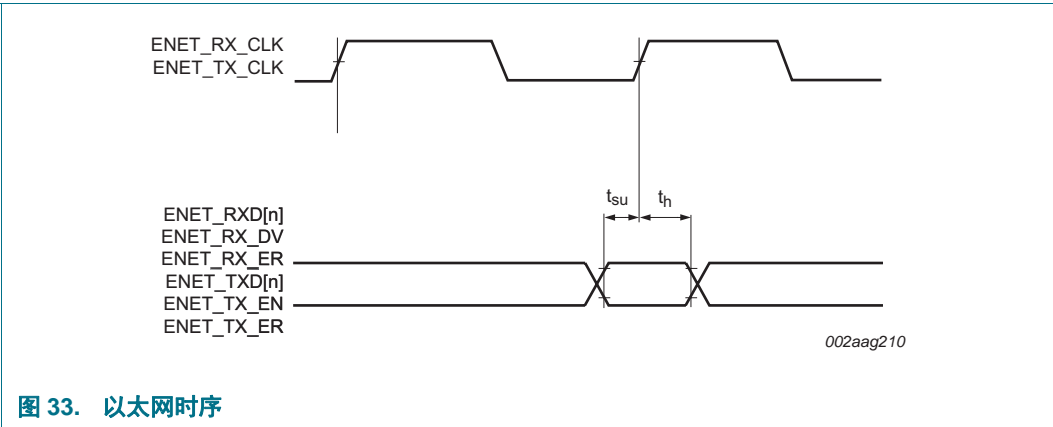 ENET_RX_CLK
ENET_TX_CLK
tsu
th
ENET_RXD[n]
ENET_RX_DV
ENET_RX_ER
ENET_TXD[n]
ENET_TX_EN
ENET_TX_ER
002aag210
图 33. 以太网时序